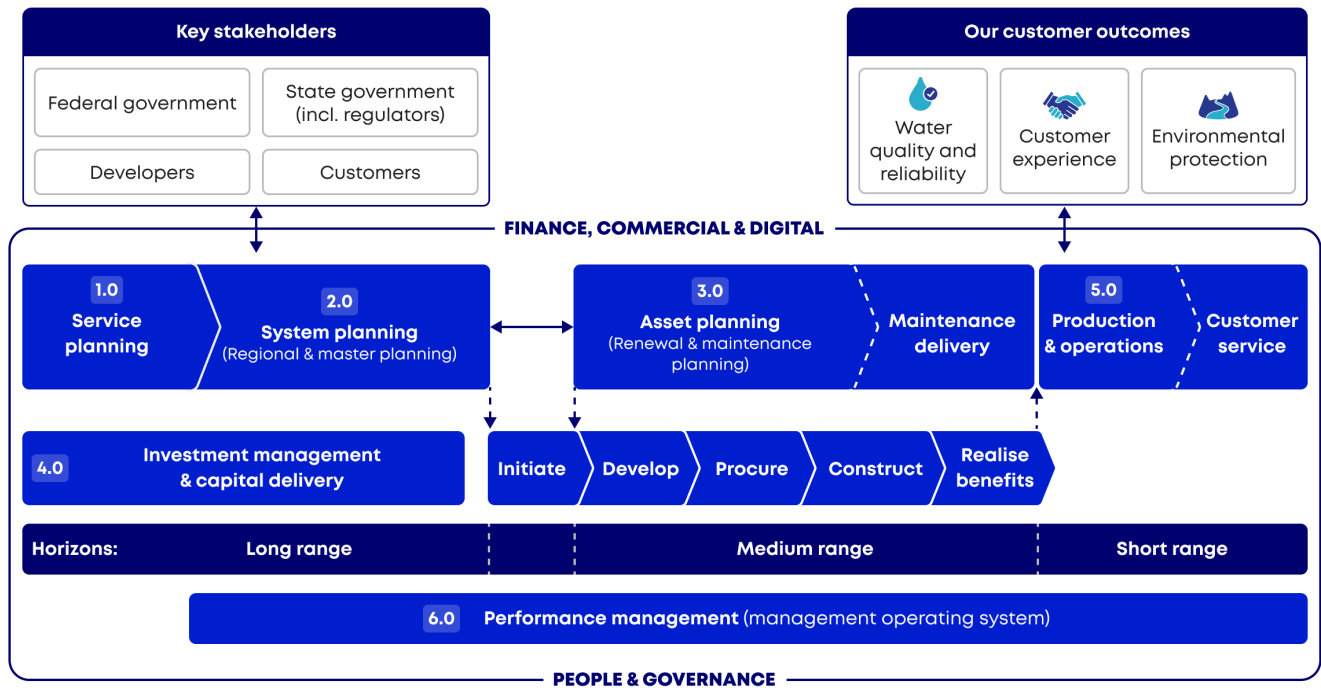 Key stakeholders
Federal government
State government
(incl. regulators)
Developers
Customers
Our customer outcomes
Water
quality and
reliability
Customer
experience
Environmental
protection
FINANCE, COMMERCIAL & DIGITAL
1.0
Service
planning
2.0
System planning
(Regional & master planning)
3.0
Asset planning
(Renewal & maintenance
planning)
Maintenance
delivery
5.0
Production
& operations
Customer
service
4.0
Investment management
& capital delivery
Initiate
Develop
Procure
Construct
Realise
benefits
Horizons:
Long range
Medium range
Short range
6.0
Performance management (management operating system)
PEOPLE & GOVERNANCE